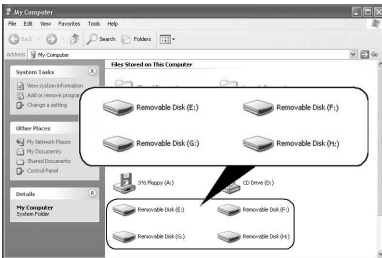 My Computer
File Edit View Favorites Tools Help
Back Search Folders
Address My Computer Go
System Tasks
View system information
Add or remove program
Change a setting
Other Places
My Network Places
My Documents
Shared Documents
Control Panel
Details
My Computer
System Folder
Files Stored on This Computer
Removable Disk (E:) Removable Disk (F:)
Removable Disk (G:) Removable Disk (H:)
3½ Floppy (A:) CD Drive (D:)
Removable Disk (E:) Removable Disk (F:)
Removable Disk (G:) Removable Disk (H:)